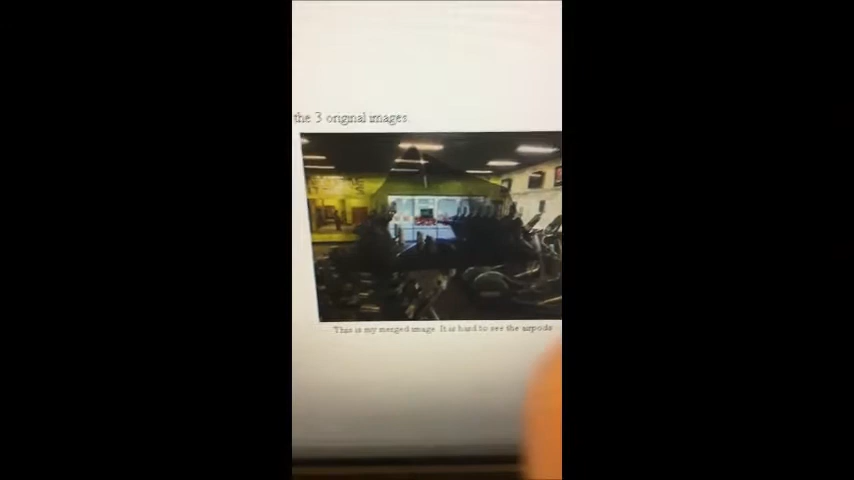 the 3 original images.
This is my merged image. It is hard to see the airpods